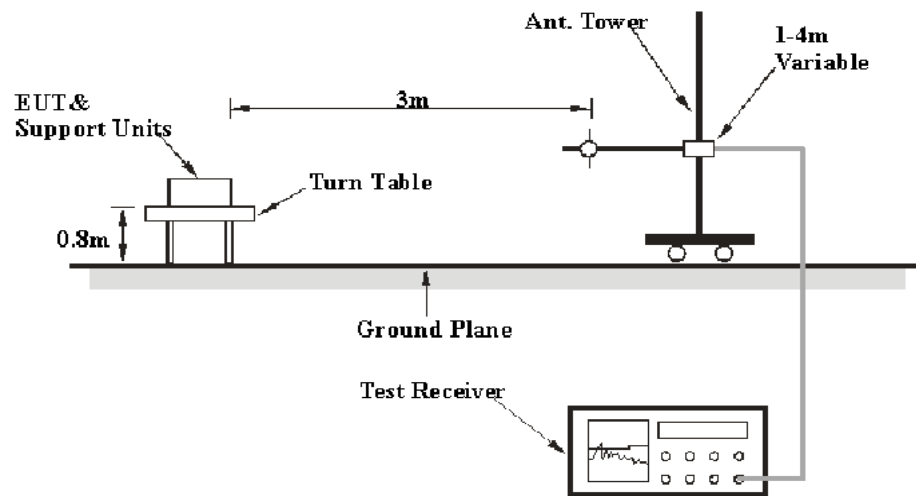 Ant. Tower
1-4m
Variable
EUT&
Support Units
3m
Turn Table
0.8m
Ground Plane
Test Receiver